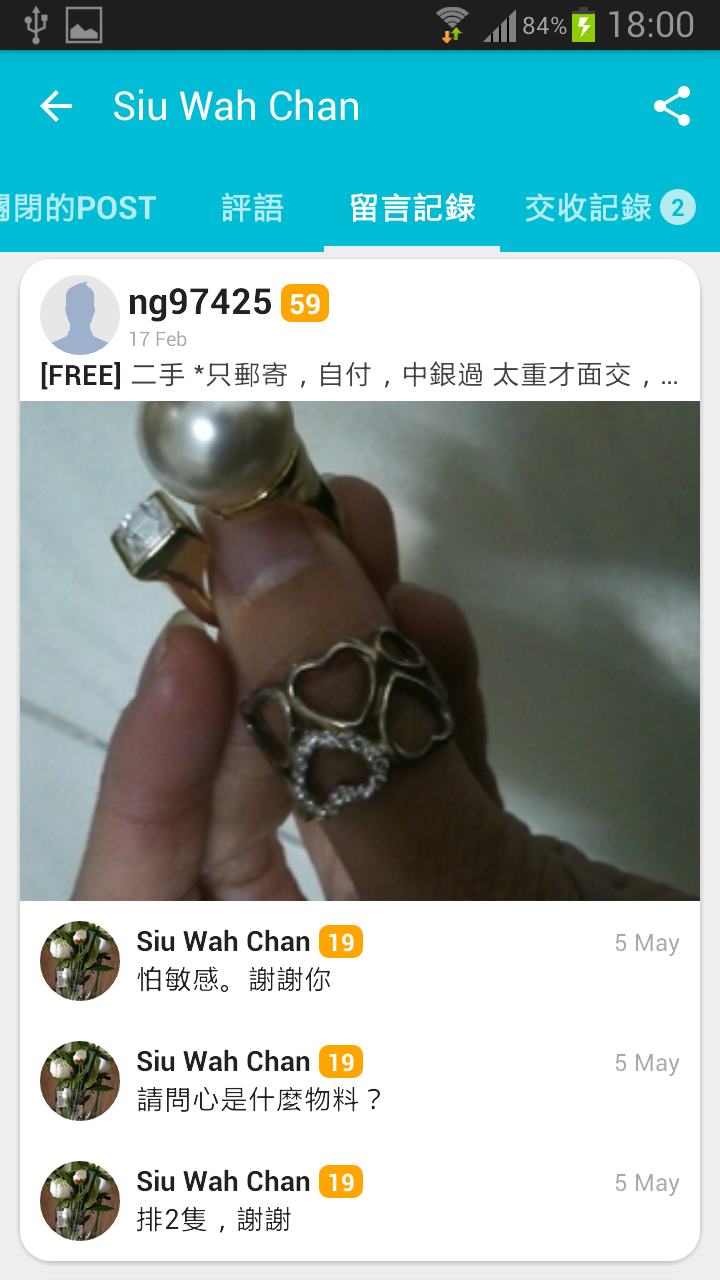 84% 18:00
Siu Wah Chan
閉的POST 評語 留言記錄 交收記錄 2
ng97425 59
17 Feb
[FREE] 二手 *只郵寄，自付，中銀過 太重才面交，...
Siu Wah Chan 19 5 May
怕敏感。謝謝你
Siu Wah Chan 19 5 May
請問心是什麼物料？
Siu Wah Chan 19 5 May
排2隻，謝謝